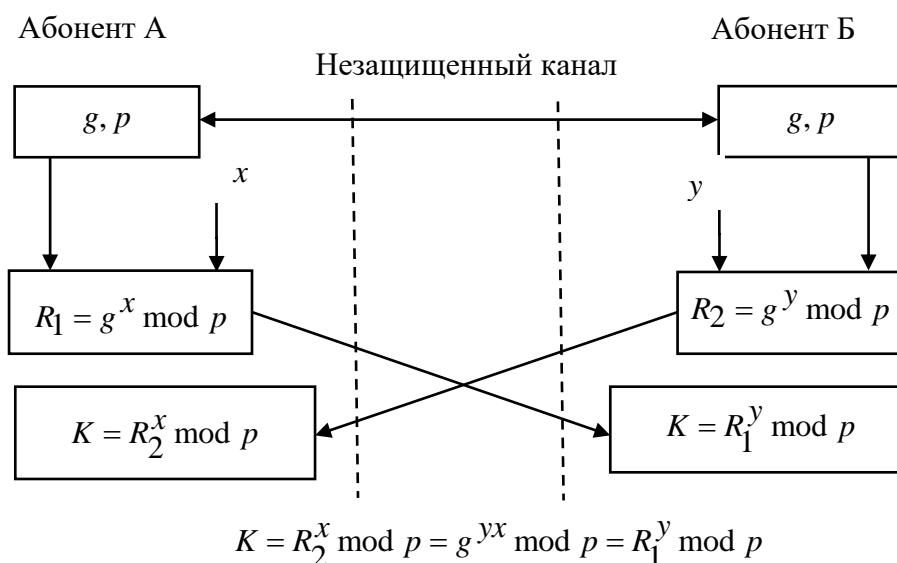 Абонент А Абонент Б
Незащищенный канал
g, p g, p
x y
R₁ = g^x mod p R₂ = g^y mod p
K = R₂^x mod p K = R₁^y mod p
K = R₂^x mod p = g^{yx} mod p = R₁^y mod p